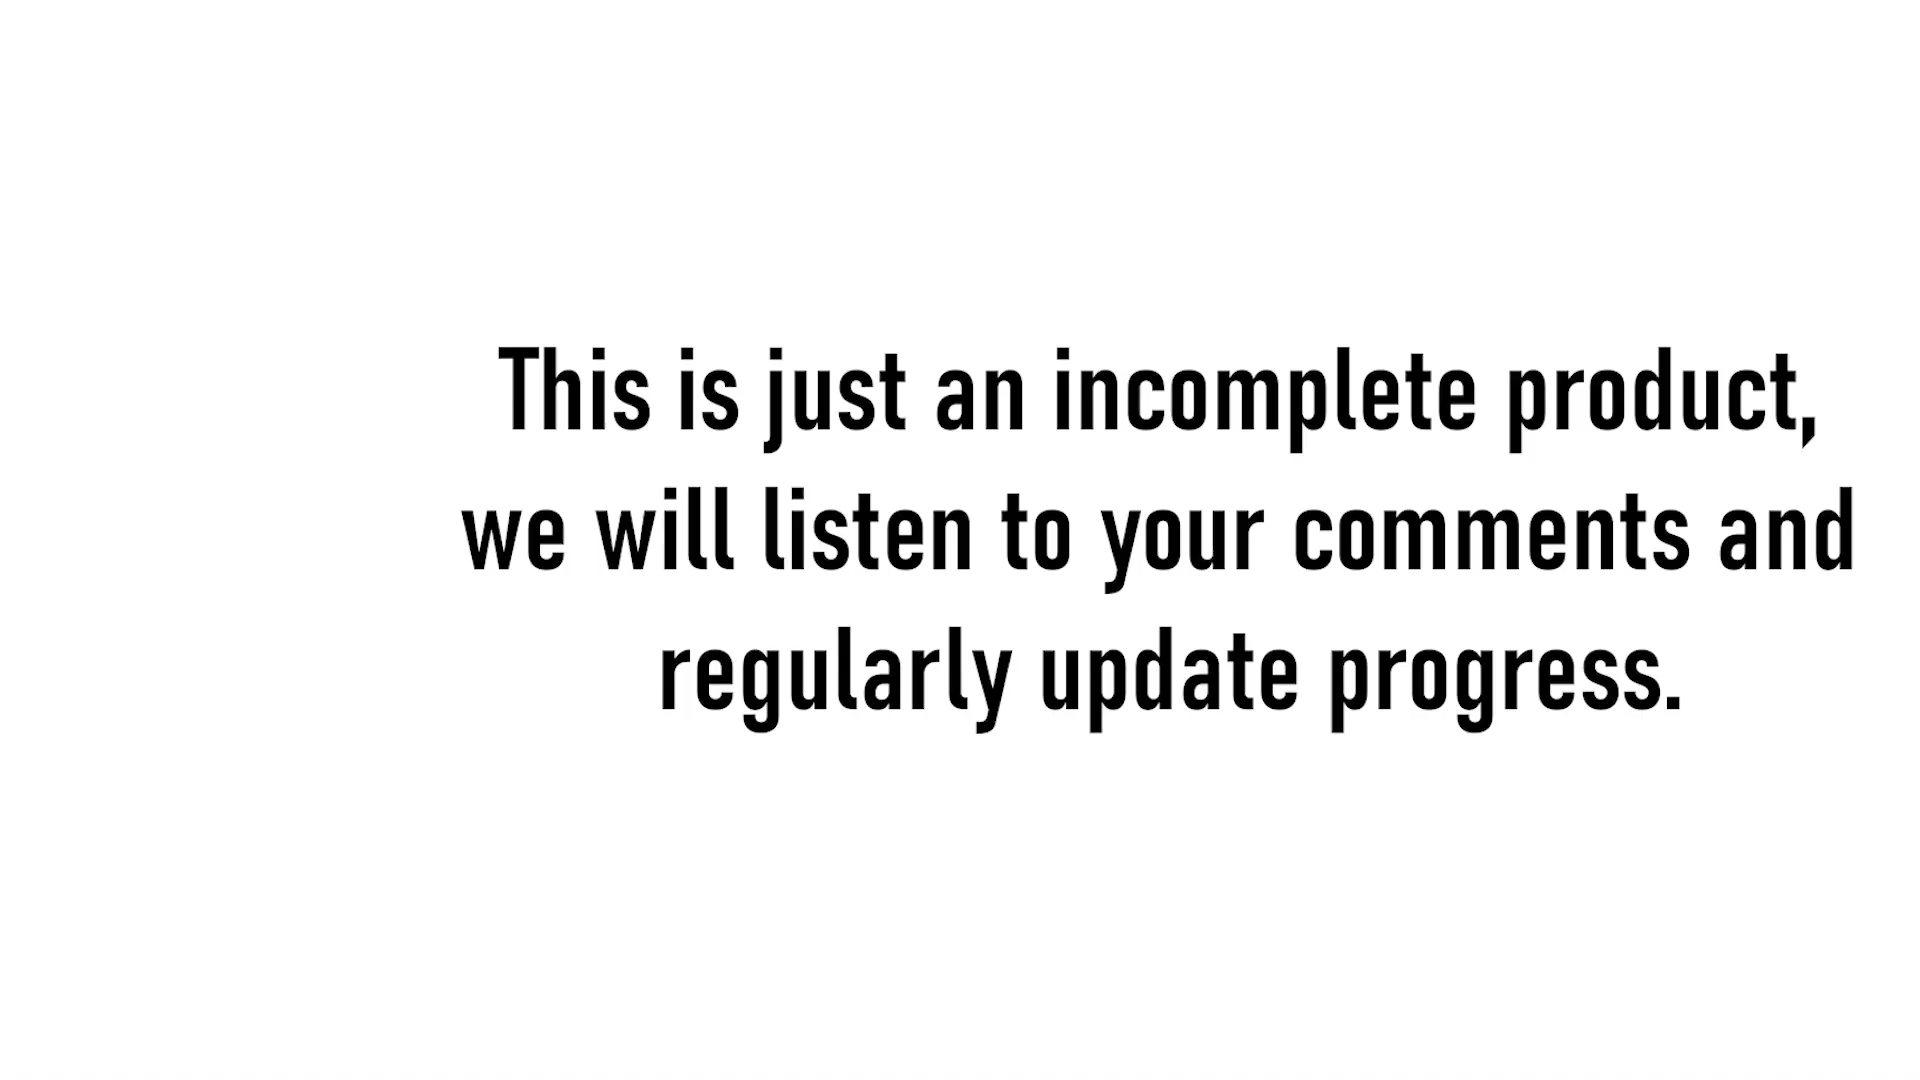 This is just an incomplete product,
we will listen to your comments and
regularly update progress.